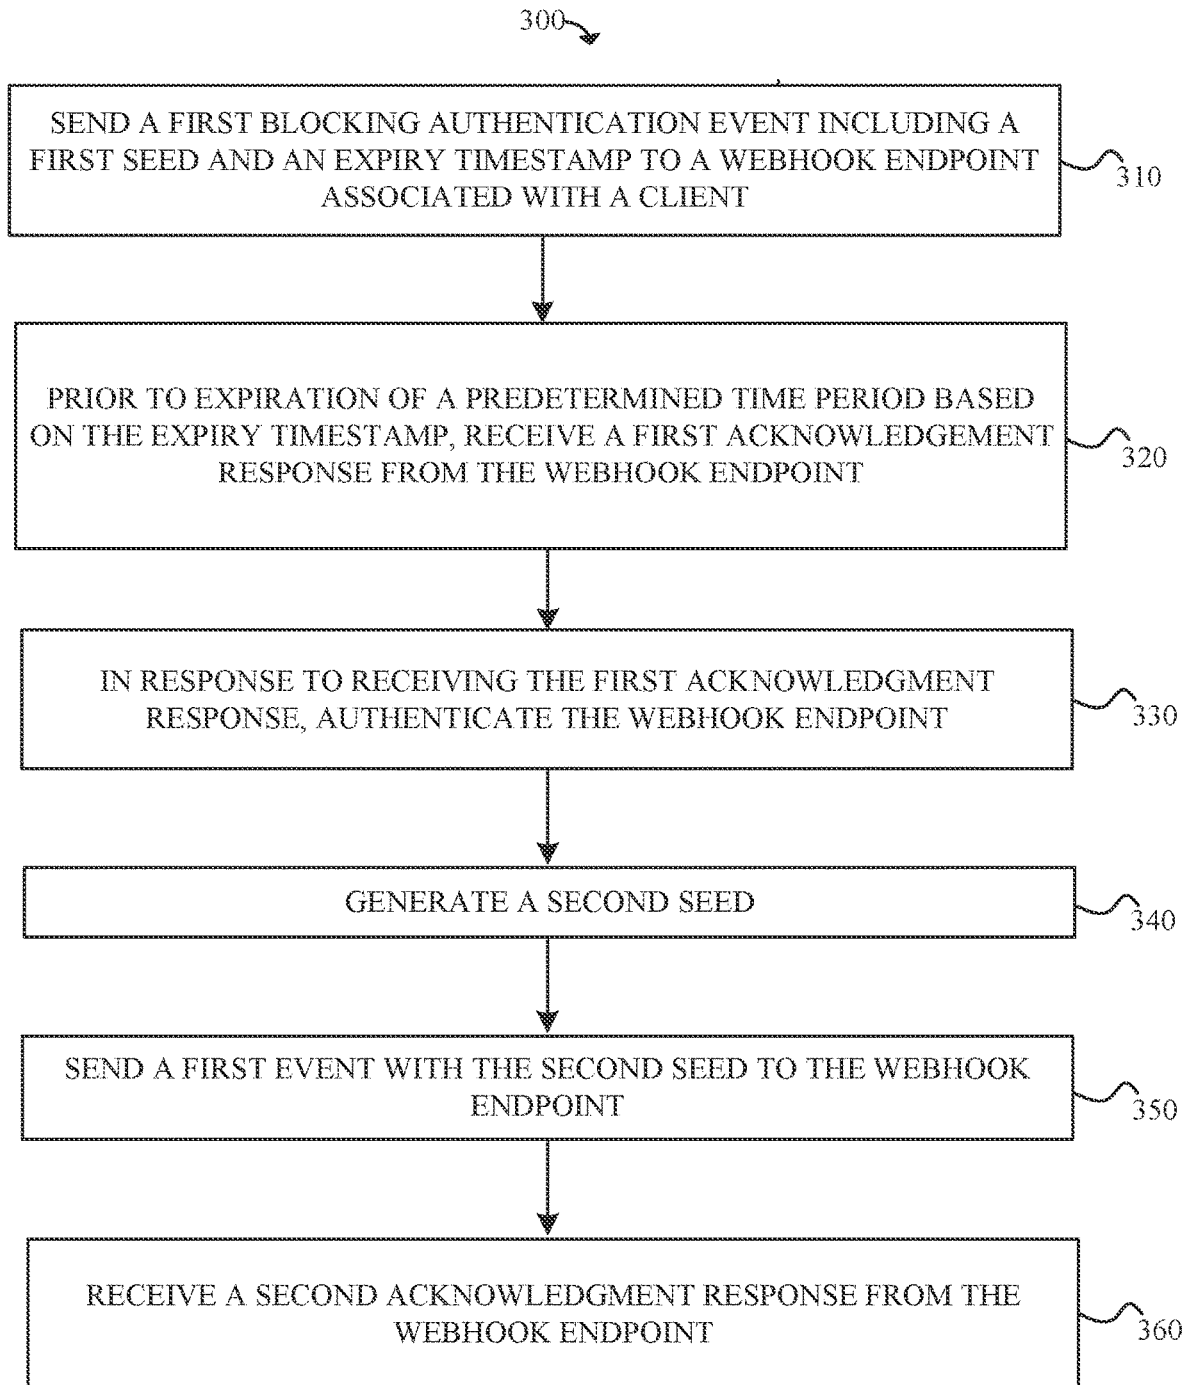 300
SEND A FIRST BLOCKING AUTHENTICATION EVENT INCLUDING A
FIRST SEED AND AN EXPIRY TIMESTAMP TO A WEBHOOK ENDPOINT
ASSOCIATED WITH A CLIENT
310
PRIOR TO EXPIRATION OF A PREDETERMINED TIME PERIOD BASED
ON THE EXPIRY TIMESTAMP, RECEIVE A FIRST ACKNOWLEDGEMENT
RESPONSE FROM THE WEBHOOK ENDPOINT
320
IN RESPONSE TO RECEIVING THE FIRST ACKNOWLEDGMENT
RESPONSE, AUTHENTICATE THE WEBHOOK ENDPOINT
330
GENERATE A SECOND SEED
340
SEND A FIRST EVENT WITH THE SECOND SEED TO THE WEBHOOK
ENDPOINT
350
RECEIVE A SECOND ACKNOWLEDGMENT RESPONSE FROM THE
WEBHOOK ENDPOINT
360